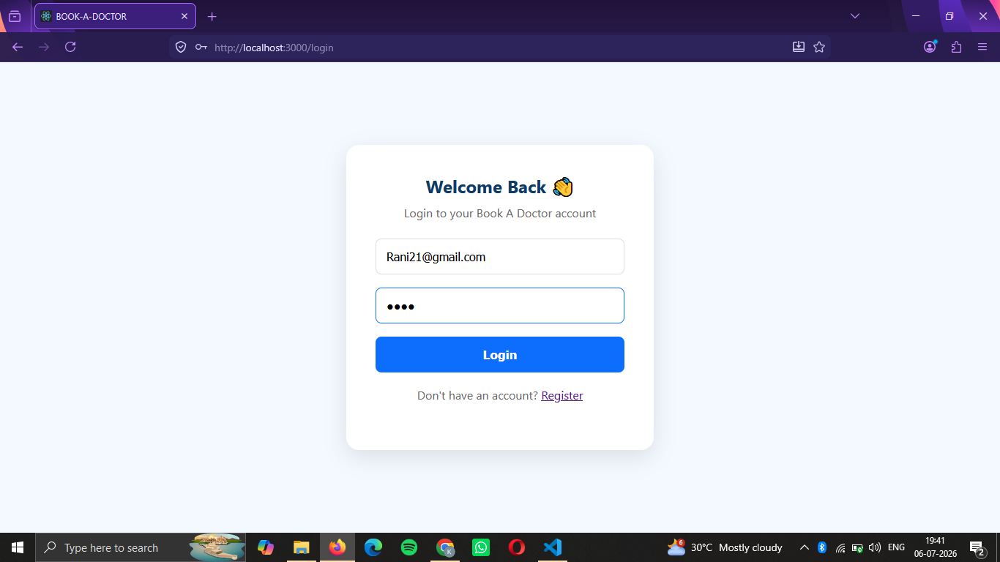 BOOK-A-DOCTOR
http://localhost:3000/login
Welcome Back 👋
Login to your Book A Doctor account
Rani21@gmail.com
••••
Login
Don't have an account? Register
Type here to search
K
6
30°C Mostly cloudy
ENG
19:41
06-07-2026
2